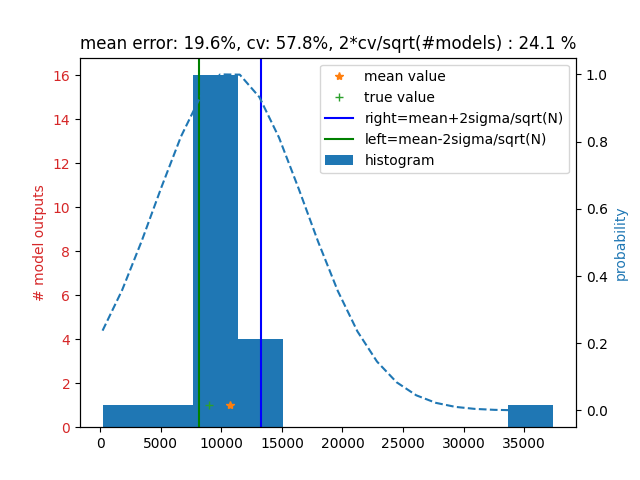 mean error: 19.6%, cv: 57.8%, 2*cv/sqrt(#models) : 24.1 %
mean value
true value
right=mean+2sigma/sqrt(N)
left=mean-2sigma/sqrt(N)
histogram
# model outputs
16
14
12
10
8
6
4
2
0
probability
1.0
0.8
0.6
0.4
0.2
0.0
0
5000
10000
15000
20000
25000
30000
35000